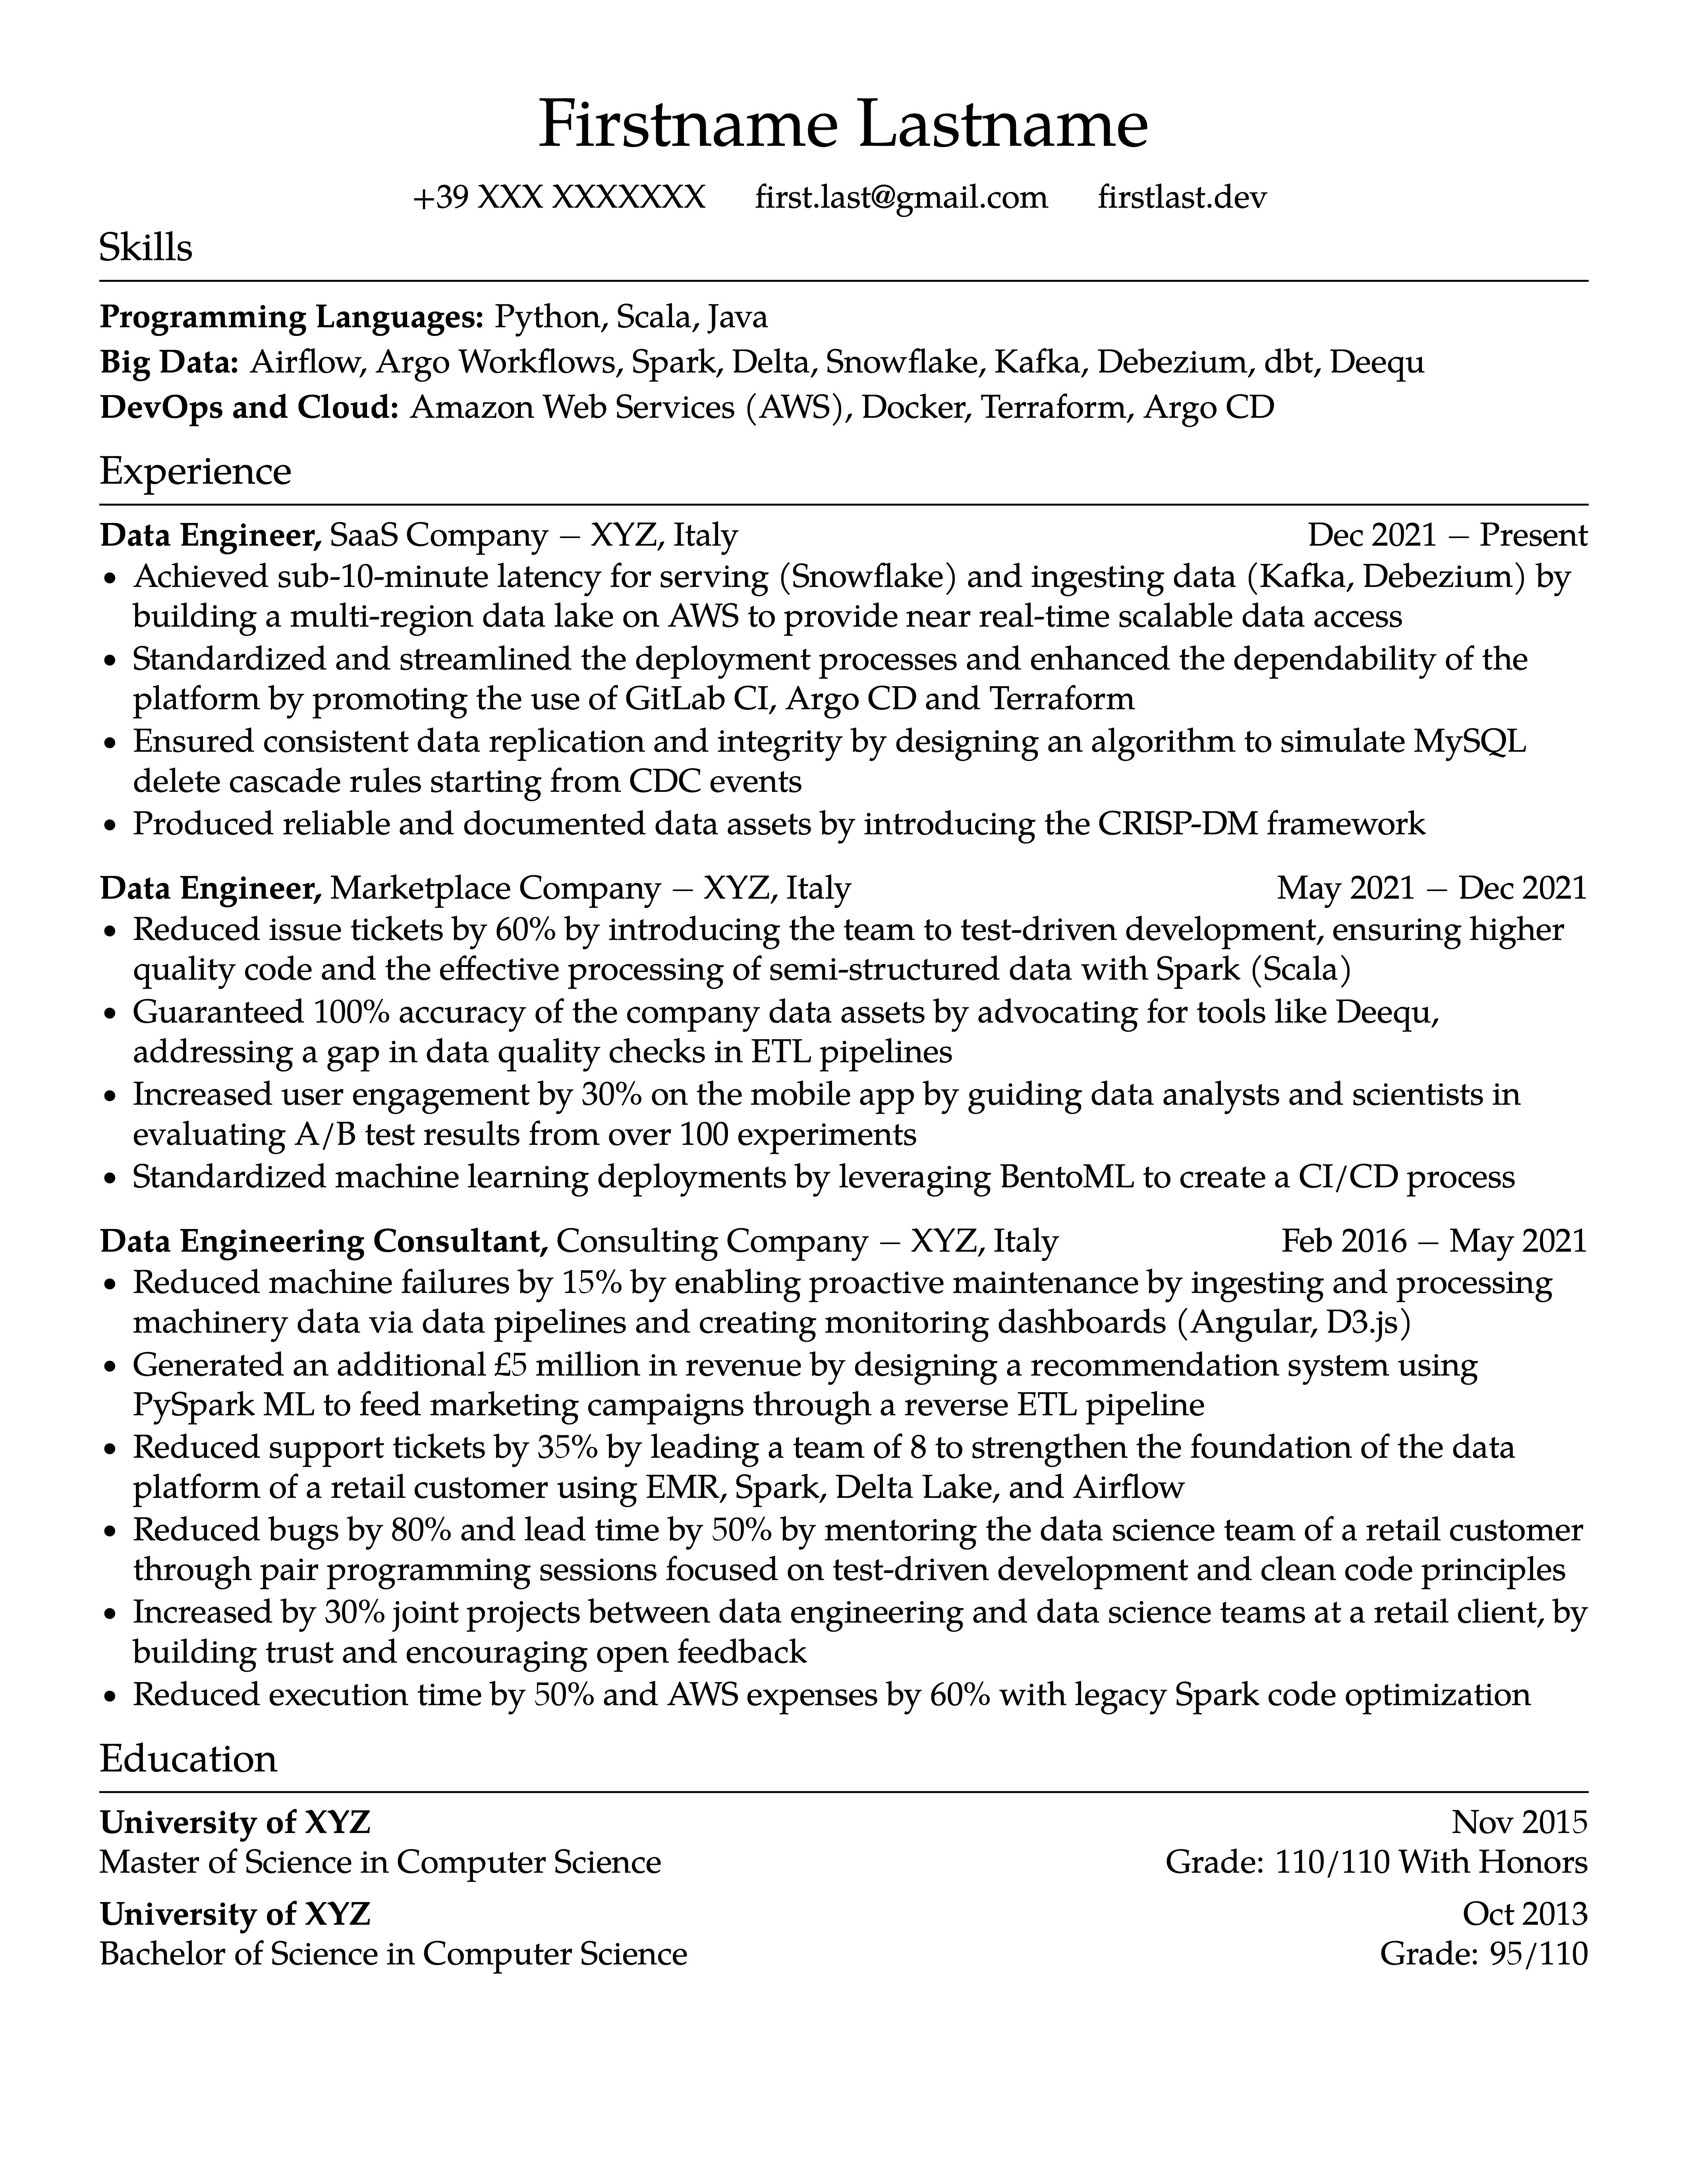 Firstname Lastname
+39 XXX XXXXXXX first.last@gmail.com firstlast.dev
Skills
Programming Languages: Python, Scala, Java
Big Data: Airflow, Argo Workflows, Spark, Delta, Snowflake, Kafka, Debezium, dbt, Deequ
DevOps and Cloud: Amazon Web Services (AWS), Docker, Terraform, Argo CD
Experience
Data Engineer, SaaS Company – XYZ, Italy Dec 2021 – Present
• Achieved sub-10-minute latency for serving (Snowflake) and ingesting data (Kafka, Debezium) by
building a multi-region data lake on AWS to provide near real-time scalable data access
• Standardized and streamlined the deployment processes and enhanced the dependability of the
platform by promoting the use of GitLab CI, Argo CD and Terraform
• Ensured consistent data replication and integrity by designing an algorithm to simulate MySQL
delete cascade rules starting from CDC events
• Produced reliable and documented data assets by introducing the CRISP-DM framework
Data Engineer, Marketplace Company – XYZ, Italy May 2021 – Dec 2021
• Reduced issue tickets by 60% by introducing the team to test-driven development, ensuring higher
quality code and the effective processing of semi-structured data with Spark (Scala)
• Guaranteed 100% accuracy of the company data assets by advocating for tools like Deequ,
addressing a gap in data quality checks in ETL pipelines
• Increased user engagement by 30% on the mobile app by guiding data analysts and scientists in
evaluating A/B test results from over 100 experiments
• Standardized machine learning deployments by leveraging BentoML to create a CI/CD process
Data Engineering Consultant, Consulting Company – XYZ, Italy Feb 2016 – May 2021
• Reduced machine failures by 15% by enabling proactive maintenance by ingesting and processing
machinery data via data pipelines and creating monitoring dashboards (Angular, D3.js)
• Generated an additional £5 million in revenue by designing a recommendation system using
PySpark ML to feed marketing campaigns through a reverse ETL pipeline
• Reduced support tickets by 35% by leading a team of 8 to strengthen the foundation of the data
platform of a retail customer using EMR, Spark, Delta Lake, and Airflow
• Reduced bugs by 80% and lead time by 50% by mentoring the data science team of a retail customer
through pair programming sessions focused on test-driven development and clean code principles
• Increased by 30% joint projects between data engineering and data science teams at a retail client, by
building trust and encouraging open feedback
• Reduced execution time by 50% and AWS expenses by 60% with legacy Spark code optimization
Education
University of XYZ Nov 2015
Master of Science in Computer Science Grade: 110/110 With Honors
University of XYZ Oct 2013
Bachelor of Science in Computer Science Grade: 95/110